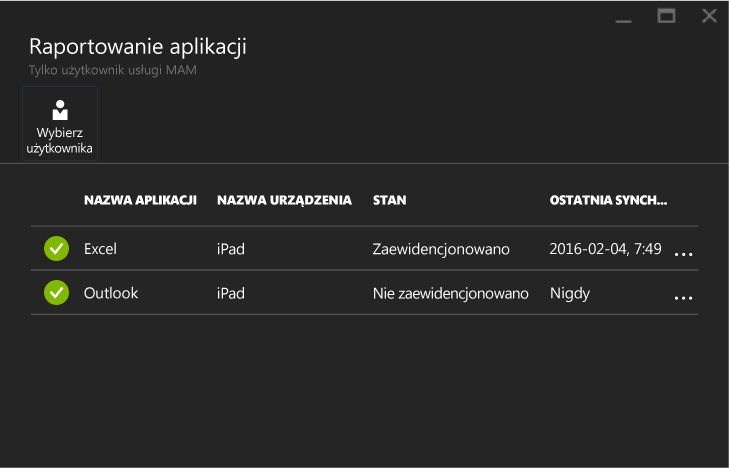 Raportowanie aplikacji
Tylko użytkownik usługi MAM
Wybierz
użytkownika
NAZWA APLIKACJI NAZWA URZĄDZENIA STAN OSTATNIA SYNCH...
Excel iPad Zaewidencjonowano 2016-02-04, 7:49 ...
Outlook iPad Nie zaewidencjonowano Nigdy ...